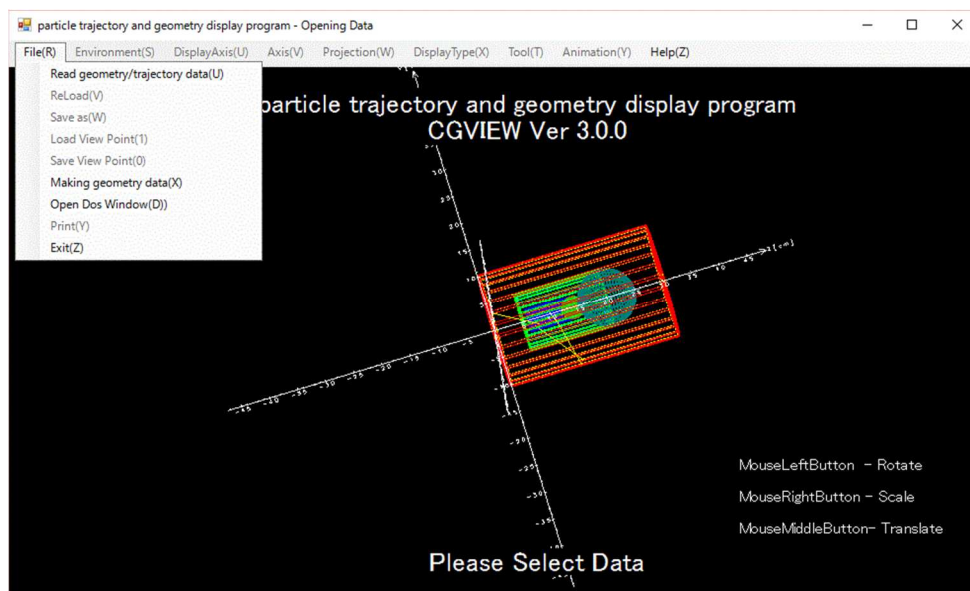 particle trajectory and geometry display program - Opening Data
File(R) Environment(S) DisplayAxis(U) Axis(V) Projection(W) DisplayType(X) Tool(T) Animation(Y) Help(Z)
Read geometry/trajectory data(U)
ReLoad(V)
Save as(W)
Load View Point(1)
Save View Point(0)
Making geometry data(X)
Open Dos Window(D))
Print(Y)
Exit(Z)
particle trajectory and geometry display program
CGVIEW Ver 3.0.0
MouseLeftButton - Rotate
MouseRightButton - Scale
MouseMiddleButton- Translate
Please Select Data